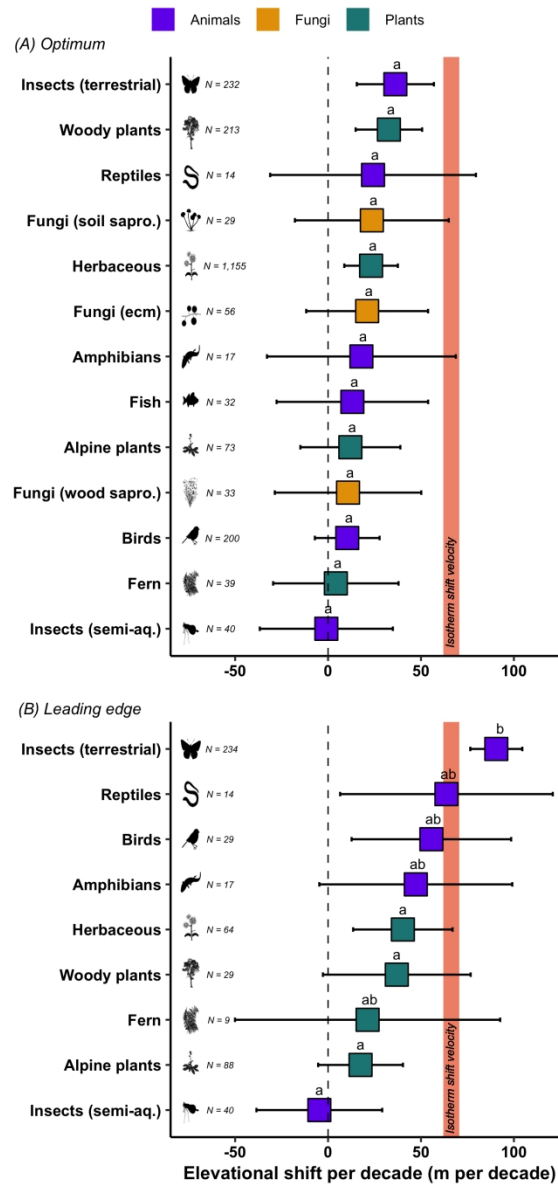 Animals Fungi Plants
(A) Optimum
a
Insects (terrestrial) N = 232
a
Woody plants N = 213
a
Reptiles N = 14
a
Fungi (soil sapro.) N = 29
a
Herbaceous N = 1,155
a
Fungi (ecm) N = 56
a
Amphibians N = 17
a
Fish N = 32
a
Alpine plants N = 73
a
Fungi (wood sapro.) N = 33
a
Birds N = 200
a
Fern N = 39
a
Insects (semi-aq.) N = 40
Isotherm shift velocity
-50 0 50 100
(B) Leading edge
b
Insects (terrestrial) N = 234
ab
Reptiles N = 14
ab
Birds N = 29
ab
Amphibians N = 17
a
Herbaceous N = 64
a
Woody plants N = 29
ab
Fern N = 9
a
Alpine plants N = 88
a
Insects (semi-aq.) N = 40
Isotherm shift velocity
-50 0 50 100
Elevational shift per decade (m per decade)